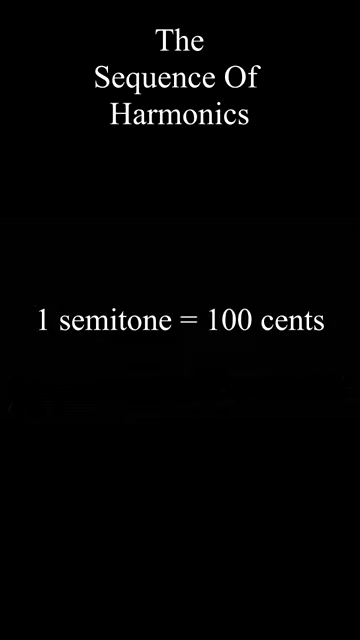 The
Sequence Of
Harmonics
1 semitone = 100 cents